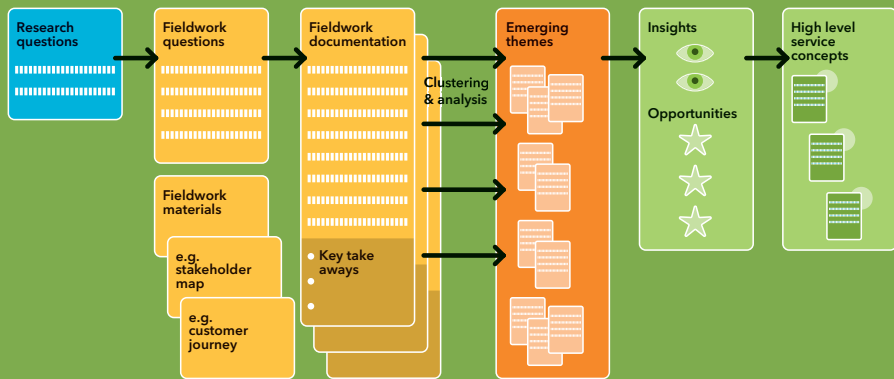 Research
questions
Fieldwork
questions
Fieldwork
materials
e.g.
stakeholder
map
e.g.
customer
journey
Fieldwork
documentation
Key take
aways
Clustering
& analysis
Emerging
themes
Insights
Opportunities
High level
service
concepts